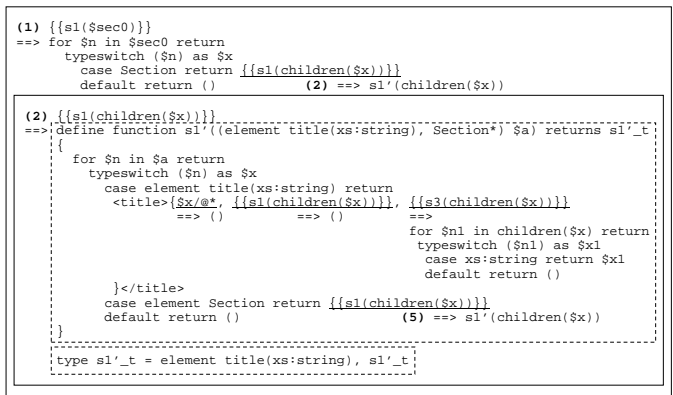 (1) {{s1($sec0)}}
==> for $n in $sec0 return
typeswitch ($n) as $x
case Section return {{s1(children($x))}}
default return () (2) ==> s1'(children($x))
(2) {{s1(children($x))}}
==> define function s1'((element title(xs:string), Section*) $a) returns s1'_t
{
for $n in $a return
typeswitch ($n) as $x
case element title(xs:string) return
<title>{$x/@*, {{s1(children($x))}}, {{s3(children($x))}}
==> () ==> () ==>
for $n1 in children($x) return
typeswitch ($n1) as $x1
case xs:string return $x1
default return ()
}</title>
case element Section return {{s1(children($x))}}
default return () (5) ==> s1'(children($x))
}
type s1'_t = element title(xs:string), s1'_t